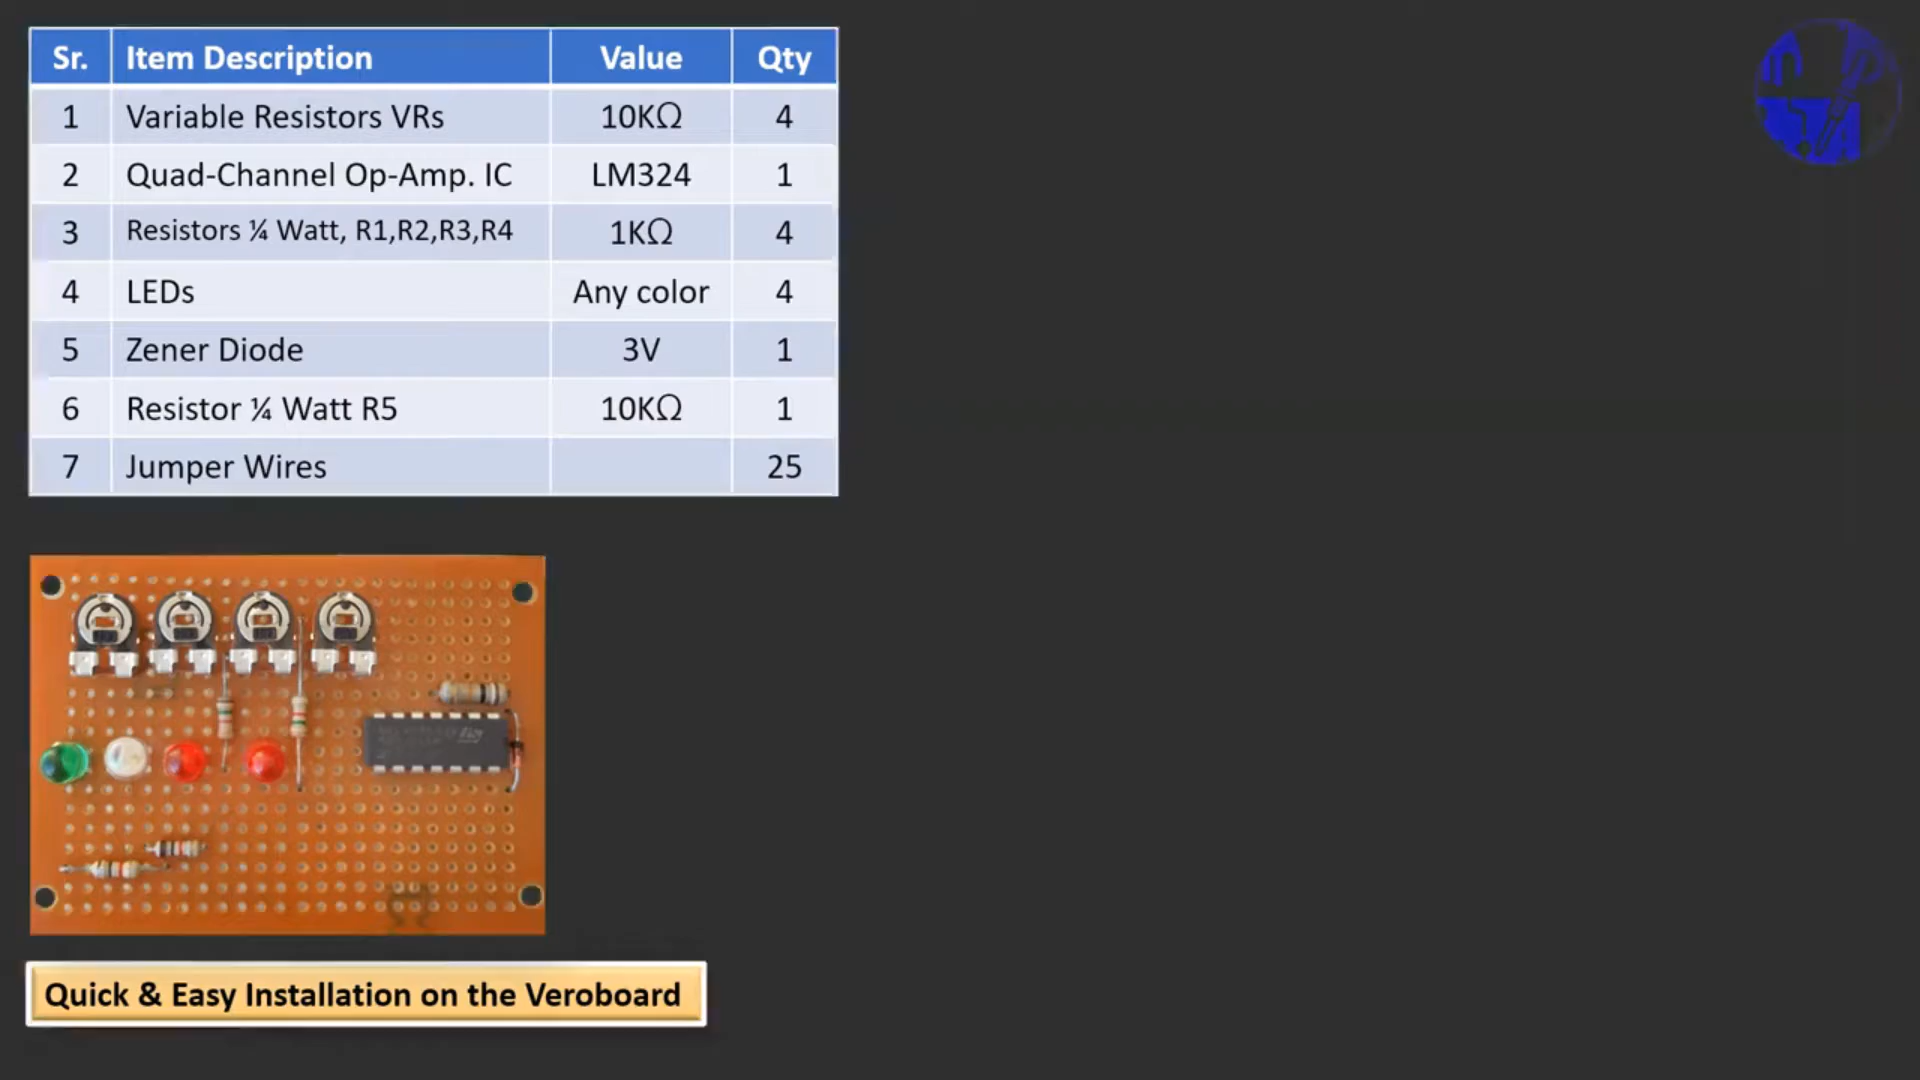 Sr. Item Description Value Qty
1 Variable Resistors VRs 10KΩ 4
2 Quad-Channel Op-Amp. IC LM324 1
3 Resistors ¼ Watt, R1,R2,R3,R4 1KΩ 4
4 LEDs Any color 4
5 Zener Diode 3V 1
6 Resistor ¼ Watt R5 10KΩ 1
7 Jumper Wires 25
Quick & Easy Installation on the Veroboard